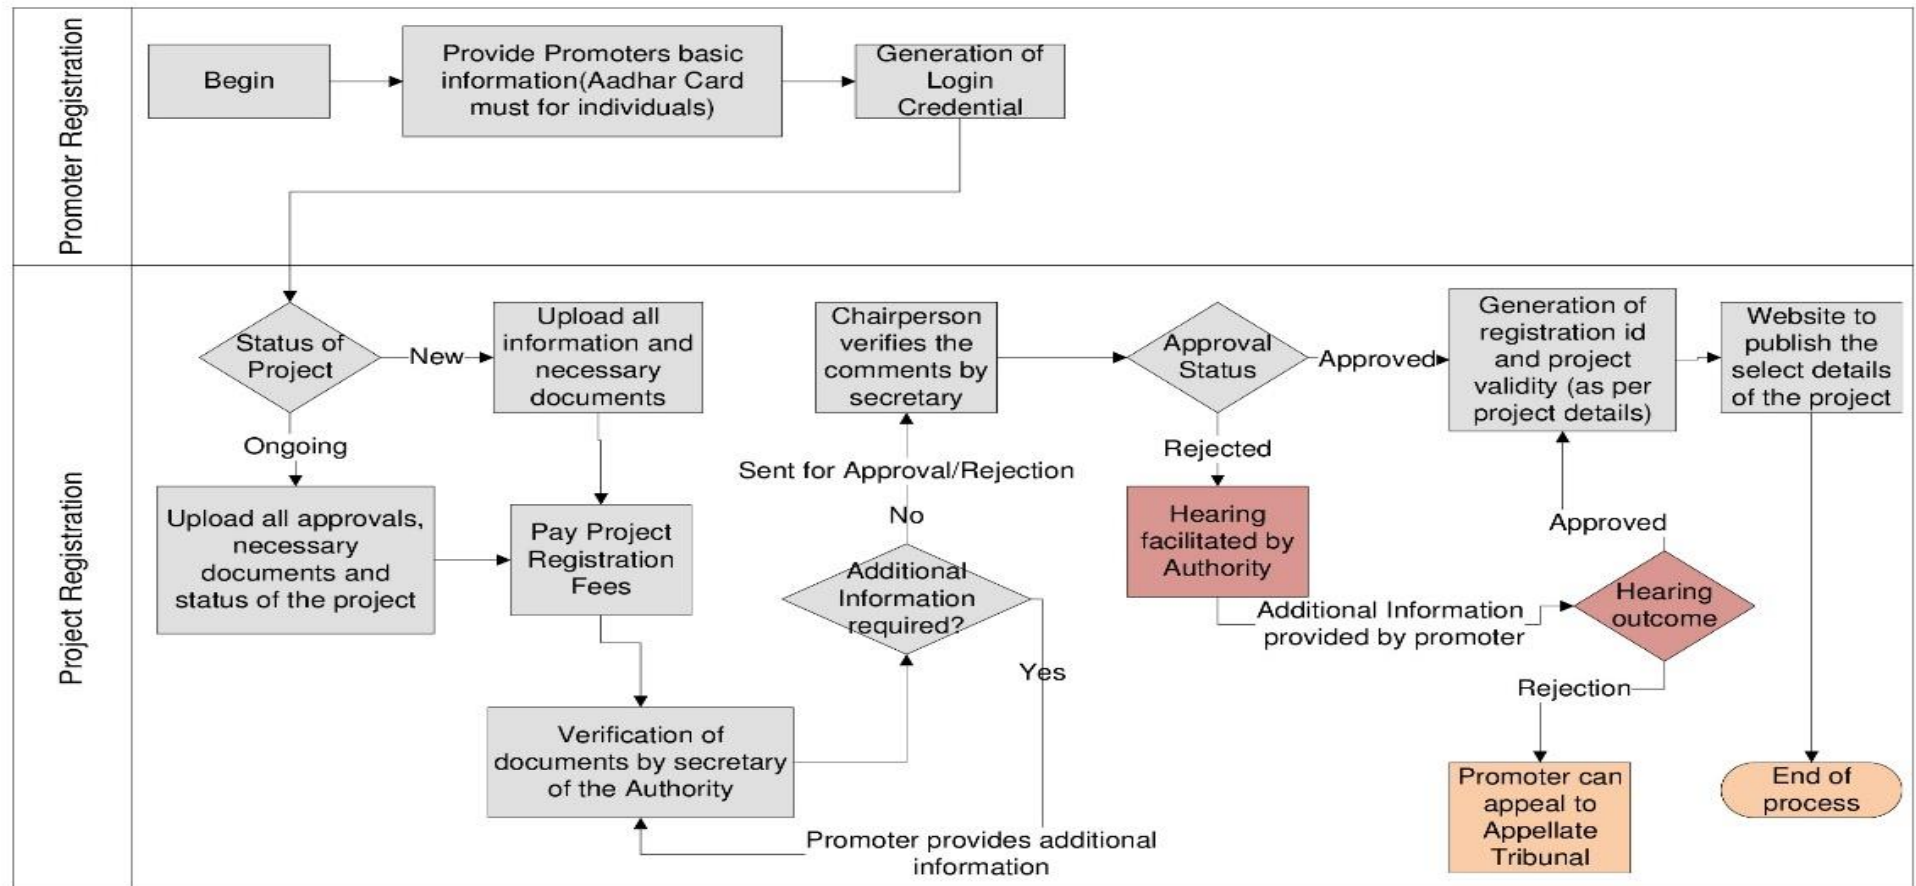 Promoter Registration
Begin
Provide Promoters basic
information(Aadhar Card
must for individuals)
Generation of
Login
Credential
Project Registration
Status of
Project
New
Upload all
information and
necessary
documents
Ongoing
Upload all approvals,
necessary
documents and
status of the project
Pay Project
Registration
Fees
Verification of
documents by secretary
of the Authority
Additional
Information
required?
Yes
Promoter provides additional
information
No
Sent for Approval/Rejection
Chairperson
verifies the
comments by
secretary
Approval
Status
Approved
Rejected
Hearing
facilitated by
Authority
Additional Information
provided by promoter
Hearing
outcome
Approved
Rejection
Promoter can
appeal to
Appellate
Tribunal
Generation of
registration id
and project
validity (as per
project details)
Website to
publish the
select details
of the project
End of
process